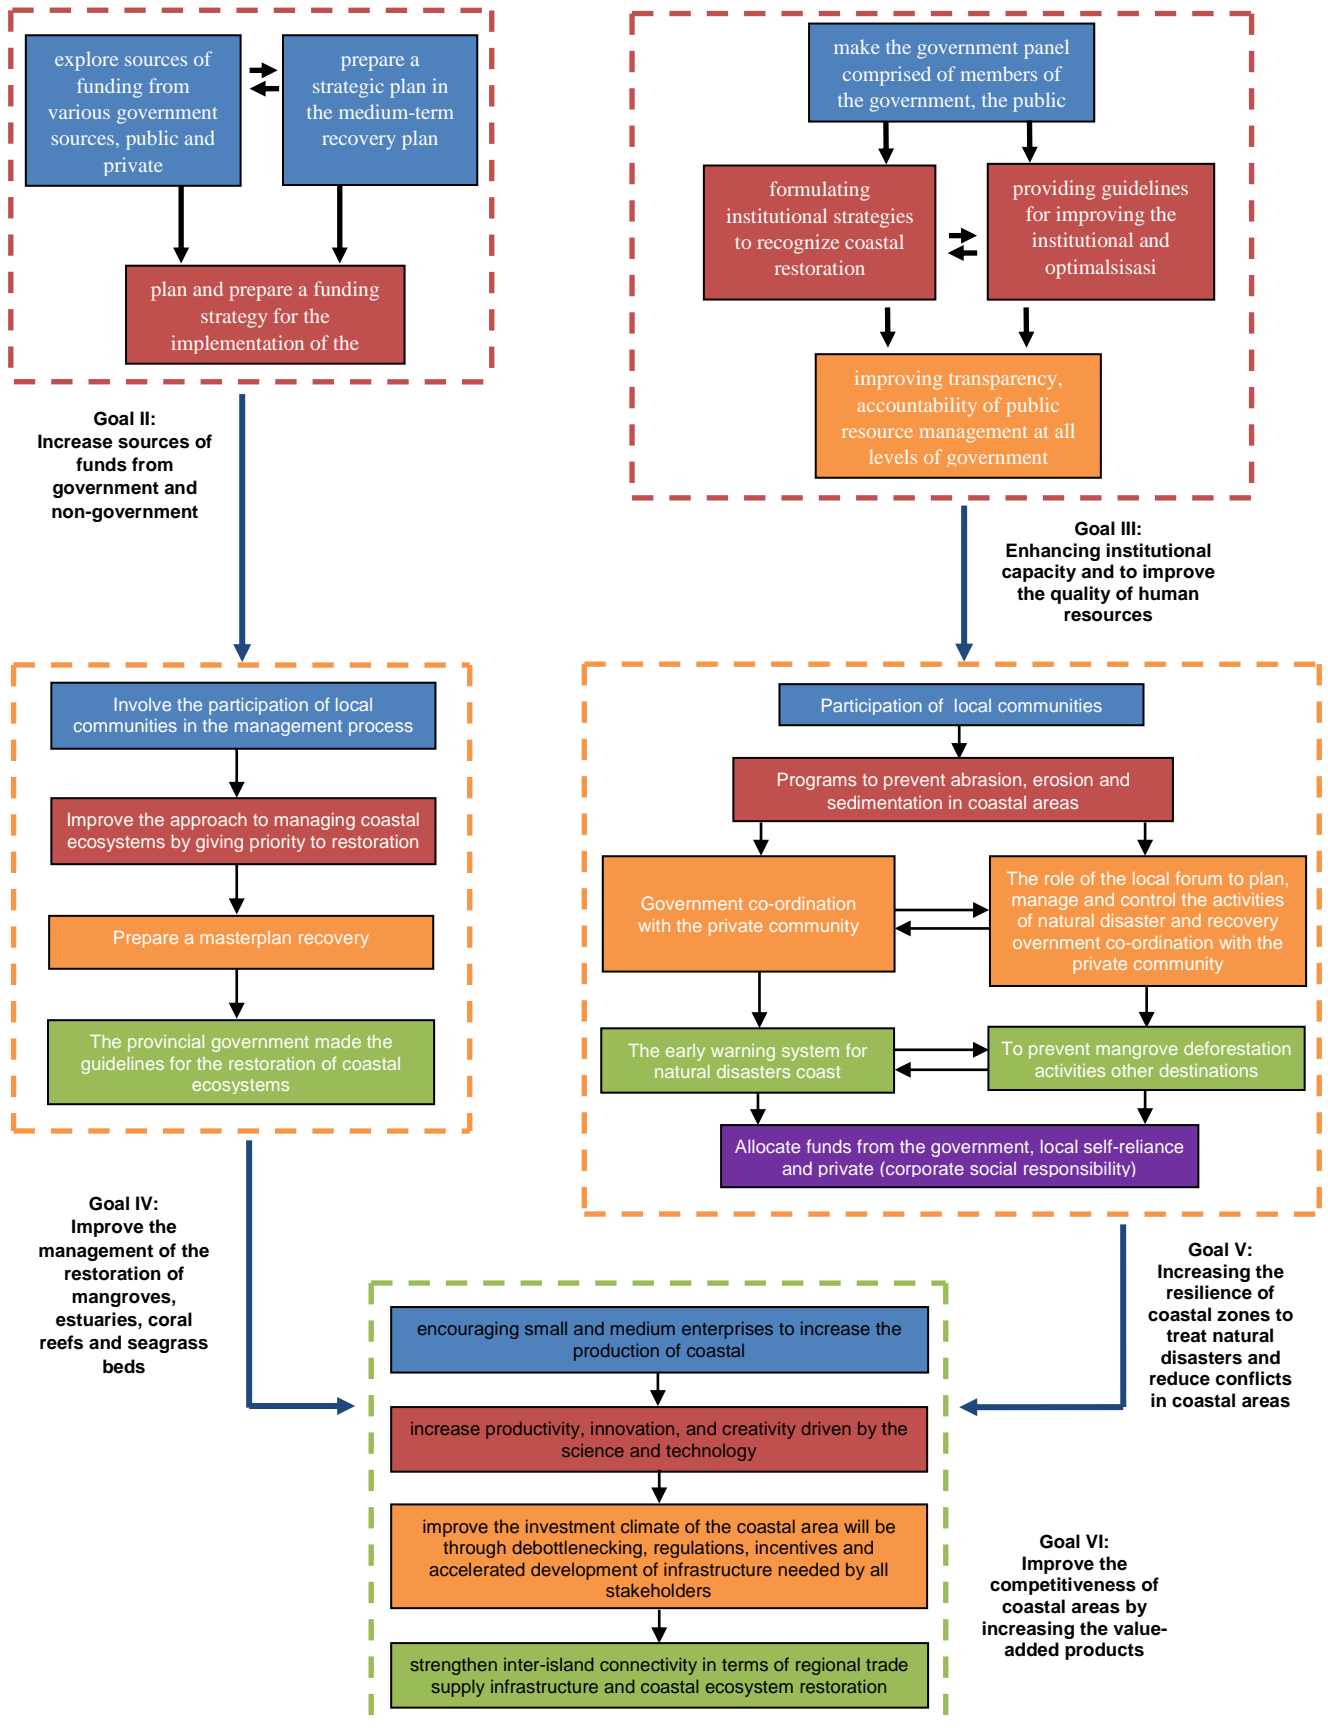 explore sources of
funding from
various government
sources, public and
private
prepare a
strategic plan in
the medium-term
recovery plan
plan and prepare a funding
strategy for the
implementation of the
Goal II:
Increase sources of
funds from
government and
non-government
make the government panel
comprised of members of
the government, the public
formulating
institutional strategies
to recognize coastal
restoration
providing guidelines
for improving the
institutional and
optimalsisasi
improving transparency,
accountability of public
resource management at all
levels of government
Goal III:
Enhancing institutional
capacity and to improve
the quality of human
resources
Involve the participation of local
communities in the management process
Improve the approach to managing coastal
ecosystems by giving priority to restoration
Prepare a masterplan recovery
The provincial government made the
guidelines for the restoration of coastal
ecosystems
Goal IV:
Improve the
management of the
restoration of
mangroves,
estuaries, coral
reefs and seagrass
beds
Participation of  local communities
Programs to prevent abrasion, erosion and
sedimentation in coastal areas
Government co-ordination
with the private community
The role of the local forum to plan,
manage and control the activities
of natural disaster and recovery
overnment co-ordination with the
private community
The early warning system for
natural disasters coast
To prevent mangrove deforestation
activities other destinations
Allocate funds from the government, local self-reliance
and private (corporate social responsibility)
Goal V:
Increasing the
resilience of
coastal zones to
treat natural
disasters and
reduce conflicts
in coastal areas
encouraging small and medium enterprises to increase the
production of coastal
increase productivity, innovation, and creativity driven by the
science and technology
improve the investment climate of the coastal area will be
through debottlenecking, regulations, incentives and
accelerated development of infrastructure needed by all
stakeholders
strengthen inter-island connectivity in terms of regional trade
supply infrastructure and coastal ecosystem restoration
Goal VI:
Improve the
competitiveness of
coastal areas by
increasing the value-
added products